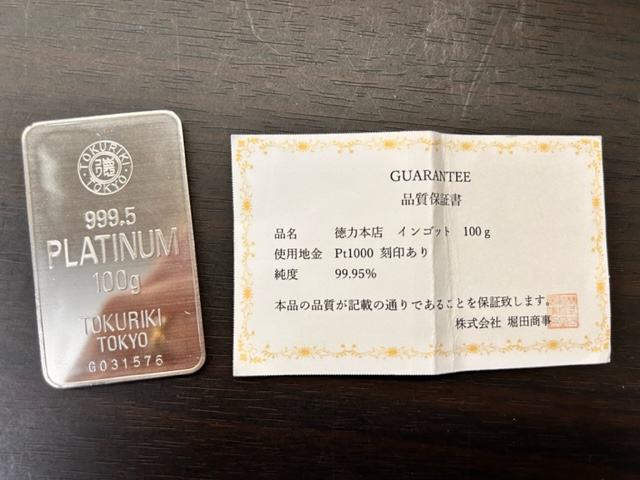 TOKURIKI
徳
TOKYO
999.5
PLATINUM
100g
TOKURIKI
TOKYO
G031576
GUARANTEE
品質保証書
品名 徳力本店 インゴット 100g
使用地金 Pt1000 刻印あり
純度 99.95%
本品の品質が記載の通りであることを保証致します。
株式会社 堀田商事